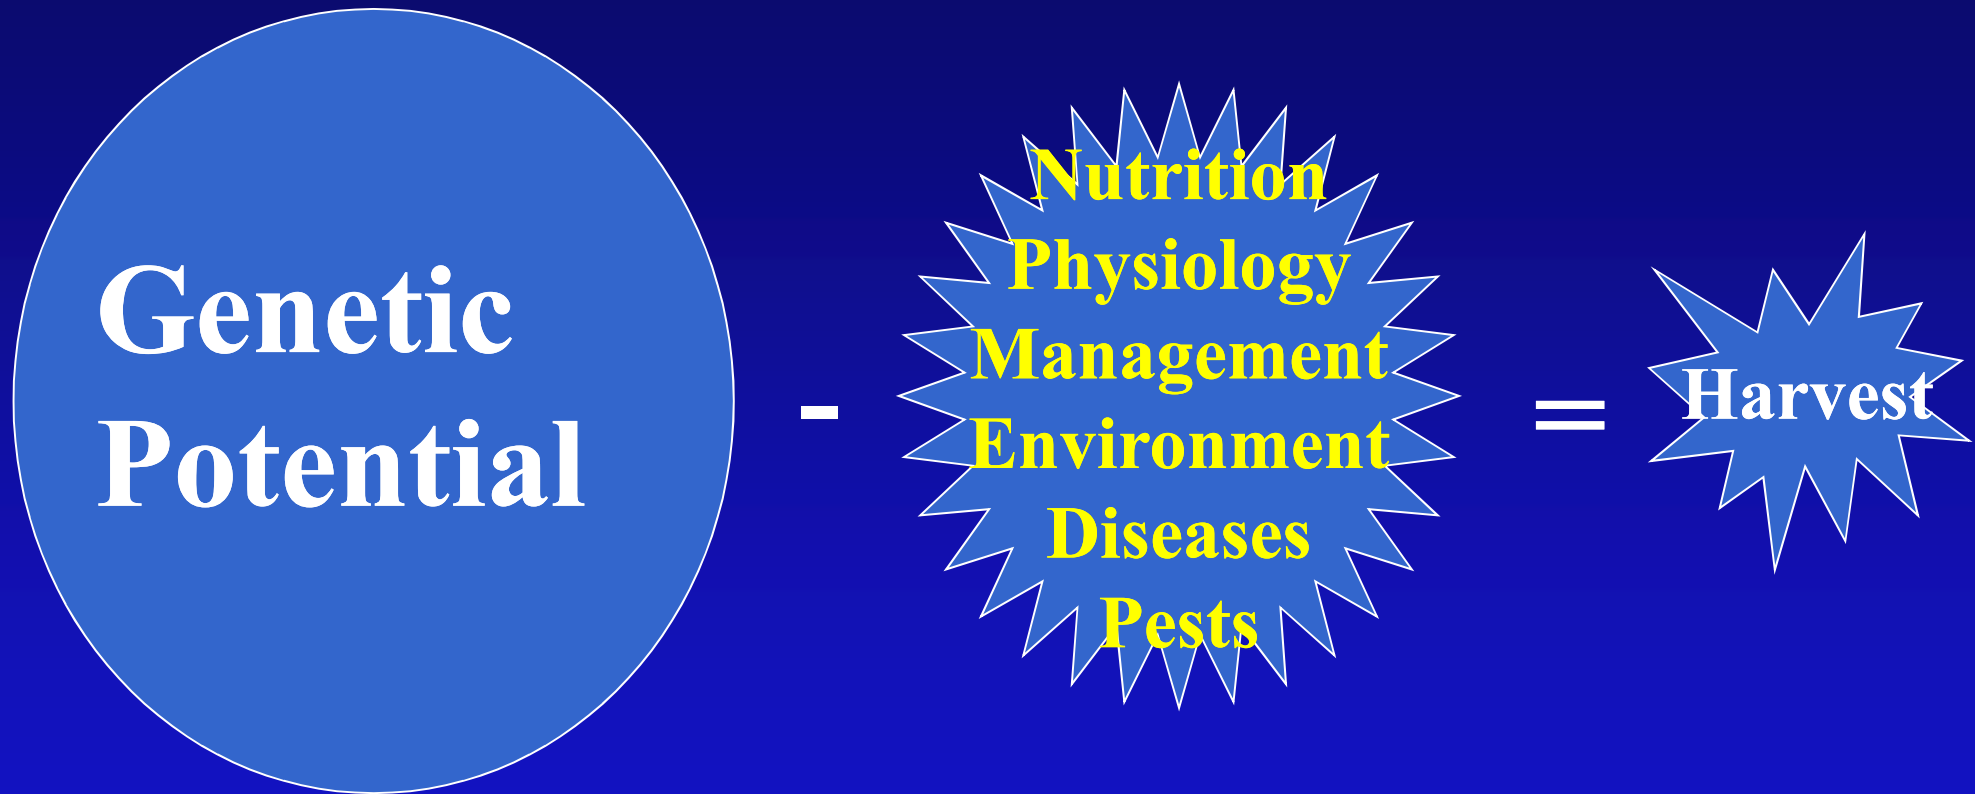 Genetic
Potential
-
Nutrition
Physiology
Management
Environment
Diseases
Pests
=
Harvest